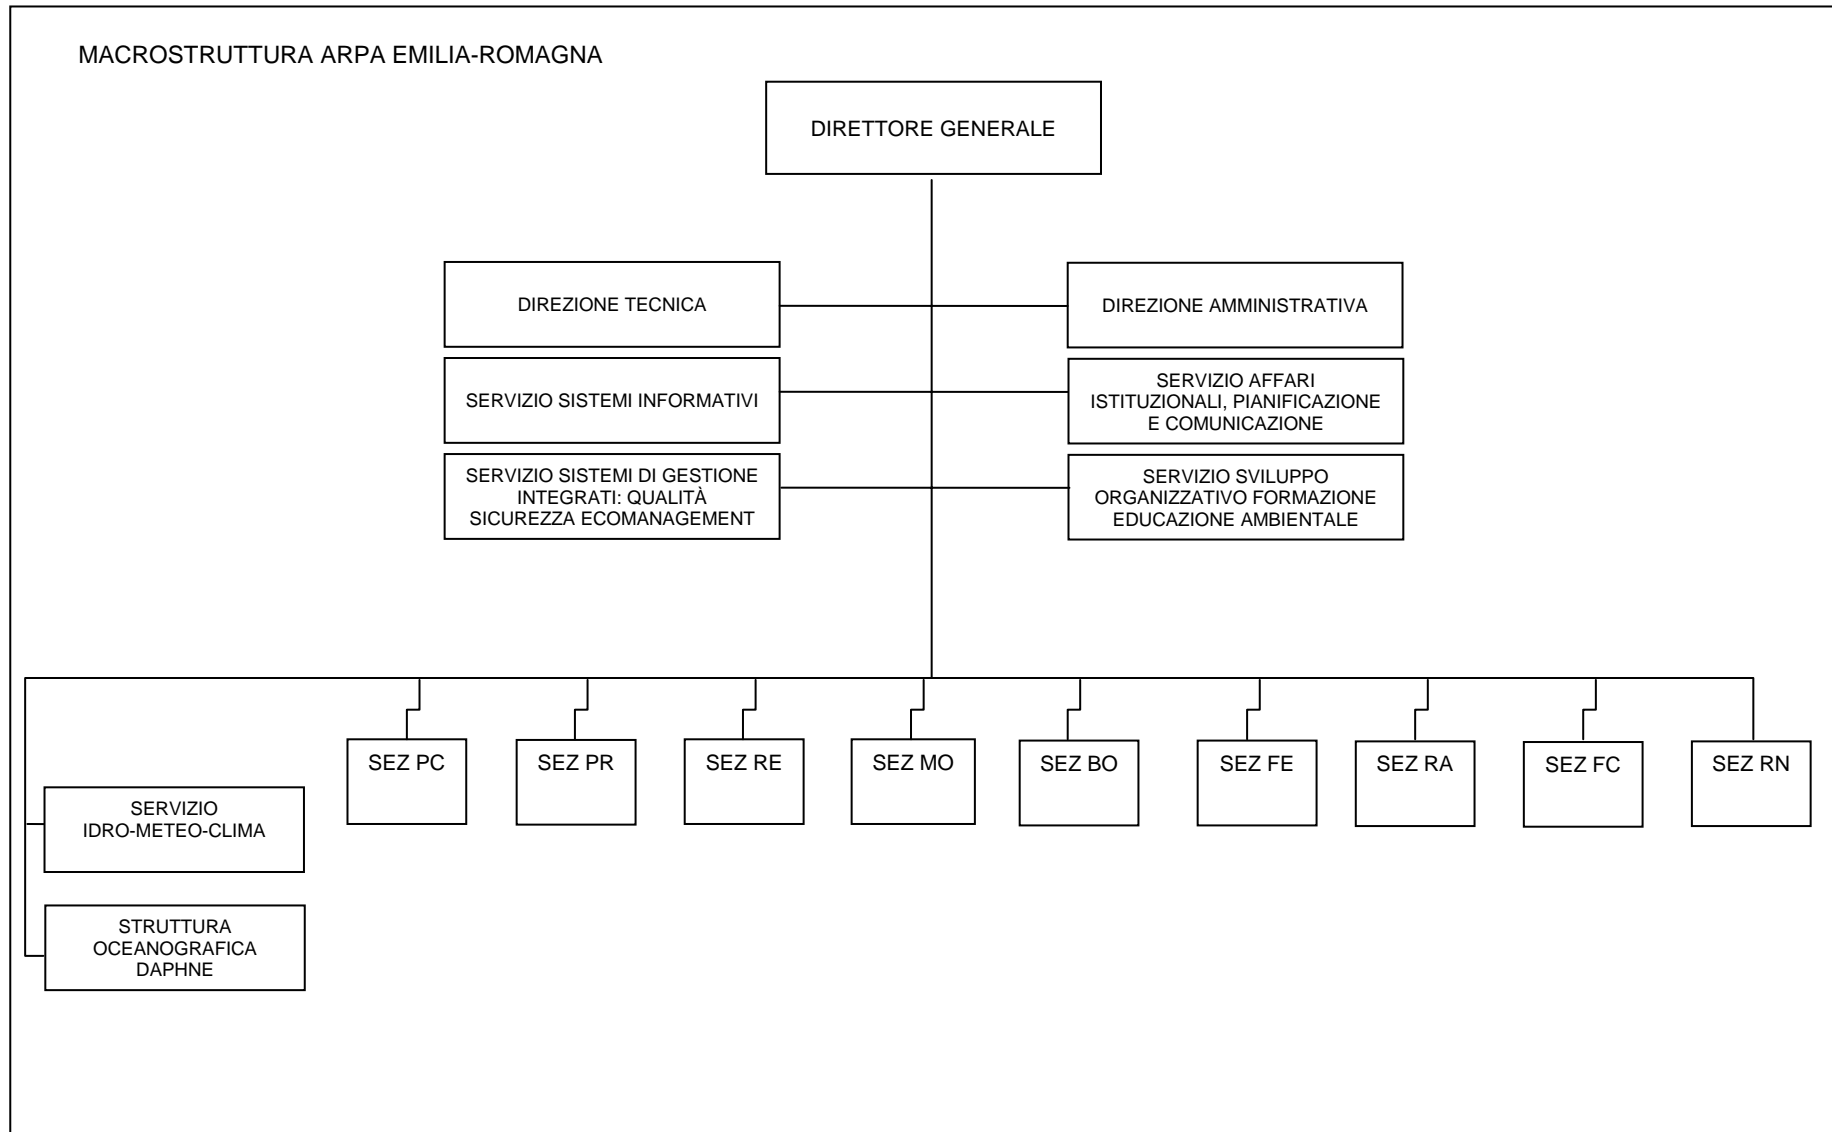 MACROSTRUTTURA ARPA EMILIA-ROMAGNA
DIRETTORE GENERALE
DIREZIONE TECNICA
DIREZIONE AMMINISTRATIVA
SERVIZIO SISTEMI INFORMATIVI
SERVIZIO AFFARI
ISTITUZIONALI, PIANIFICAZIONE
E COMUNICAZIONE
SERVIZIO SISTEMI DI GESTIONE
INTEGRATI: QUALITÀ
SICUREZZA ECOMANAGEMENT
SERVIZIO SVILUPPO
ORGANIZZATIVO FORMAZIONE
EDUCAZIONE AMBIENTALE
SEZ PC
SEZ PR
SEZ RE
SEZ MO
SEZ BO
SEZ FE
SEZ RA
SEZ FC
SEZ RN
SERVIZIO
IDRO-METEO-CLIMA
STRUTTURA
OCEANOGRAFICA
DAPHNE